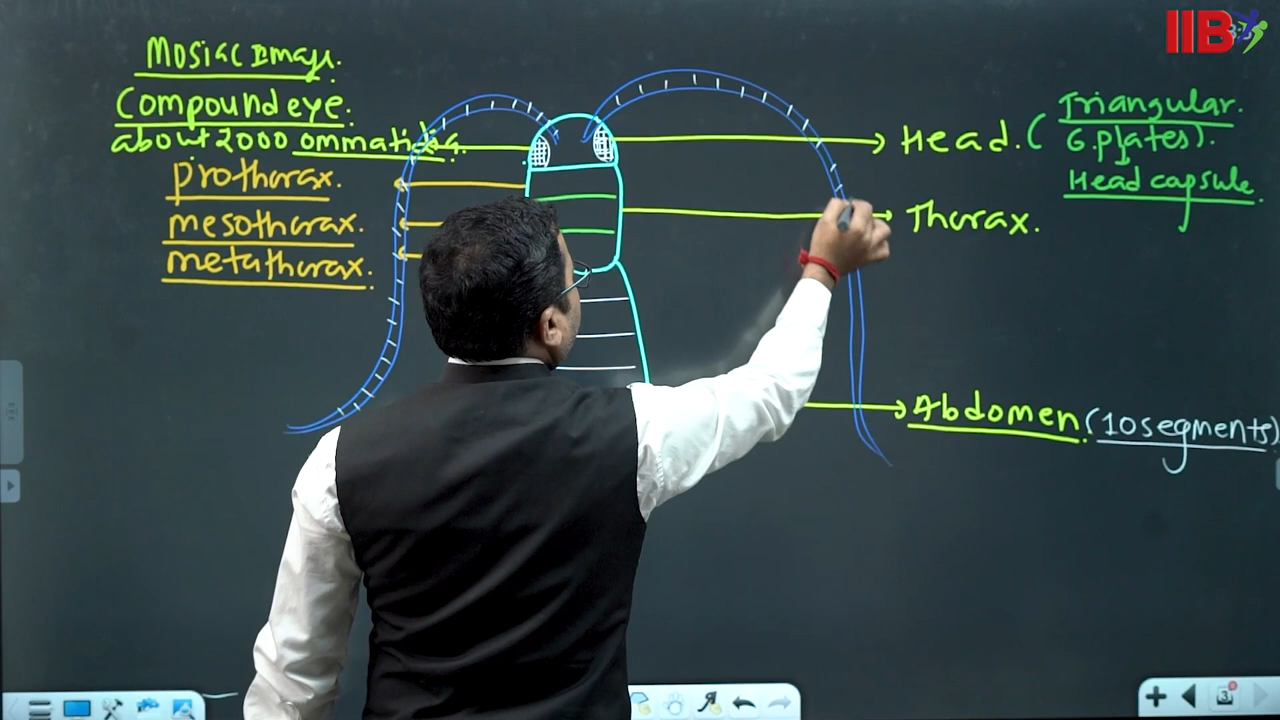 IIB
Mosiac Image.
Compound eye.
about 2000 ommatidia.
prothorax.
mesothorax.
metathorax.
Head. (Triangular.
6. plates).
Head capsule
Thorax.
Abdomen (10 segments)
3